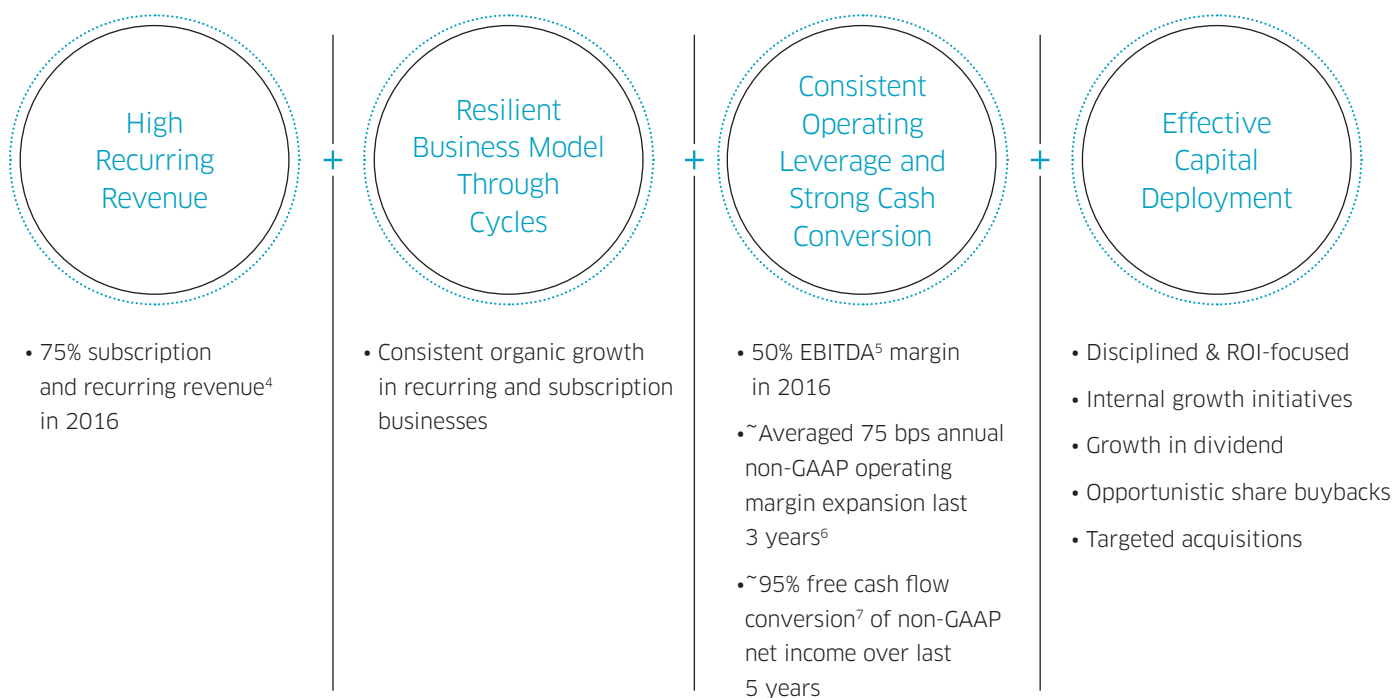 High
Recurring
Revenue
+
Resilient
Business Model
Through
Cycles
+
Consistent
Operating
Leverage and
Strong Cash
Conversion
+
Effective
Capital
Deployment
• 75% subscription
and recurring revenue⁴
in 2016
• Consistent organic growth
in recurring and subscription
businesses
• 50% EBITDA⁵ margin
in 2016
•~Averaged 75 bps annual
non-GAAP operating
margin expansion last
3 years⁶
•~95% free cash flow
conversion⁷ of non-GAAP
net income over last
5 years
• Disciplined & ROI-focused
• Internal growth initiatives
• Growth in dividend
• Opportunistic share buybacks
• Targeted acquisitions